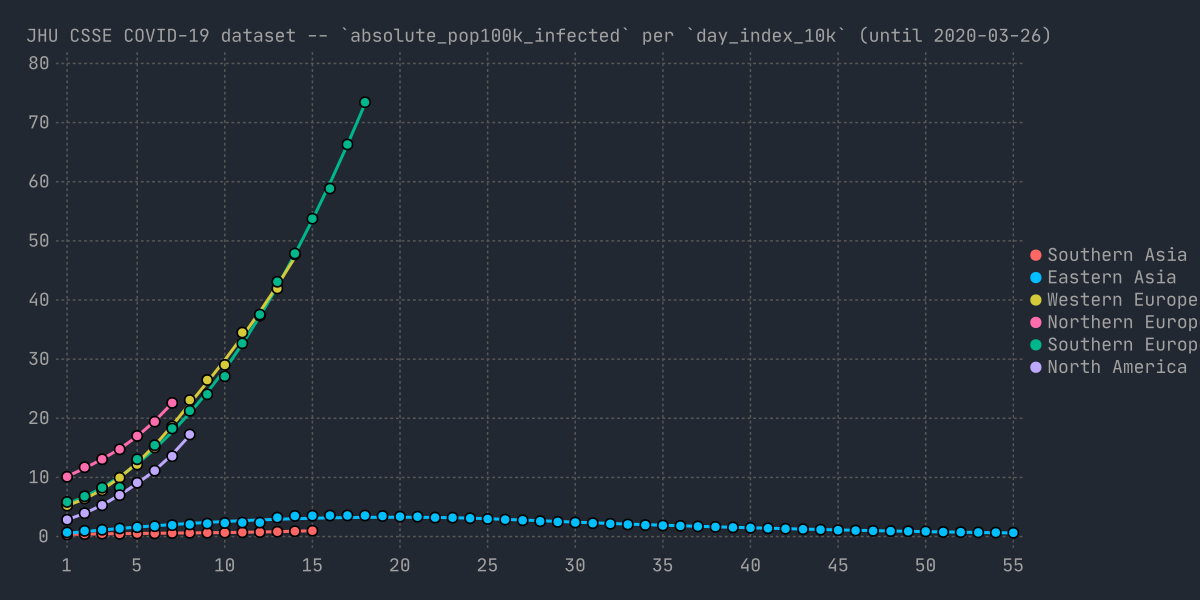 JHU CSSE COVID-19 dataset -- `absolute_pop100k_infected` per `day_index_10k` (until 2020-03-26)
80
70
60
50
40
30
20
10
0
1 5 10 15 20 25 30 35 40 45 50 55
Southern Asia
Eastern Asia
Western Europe
Northern Europ
Southern Europ
North America